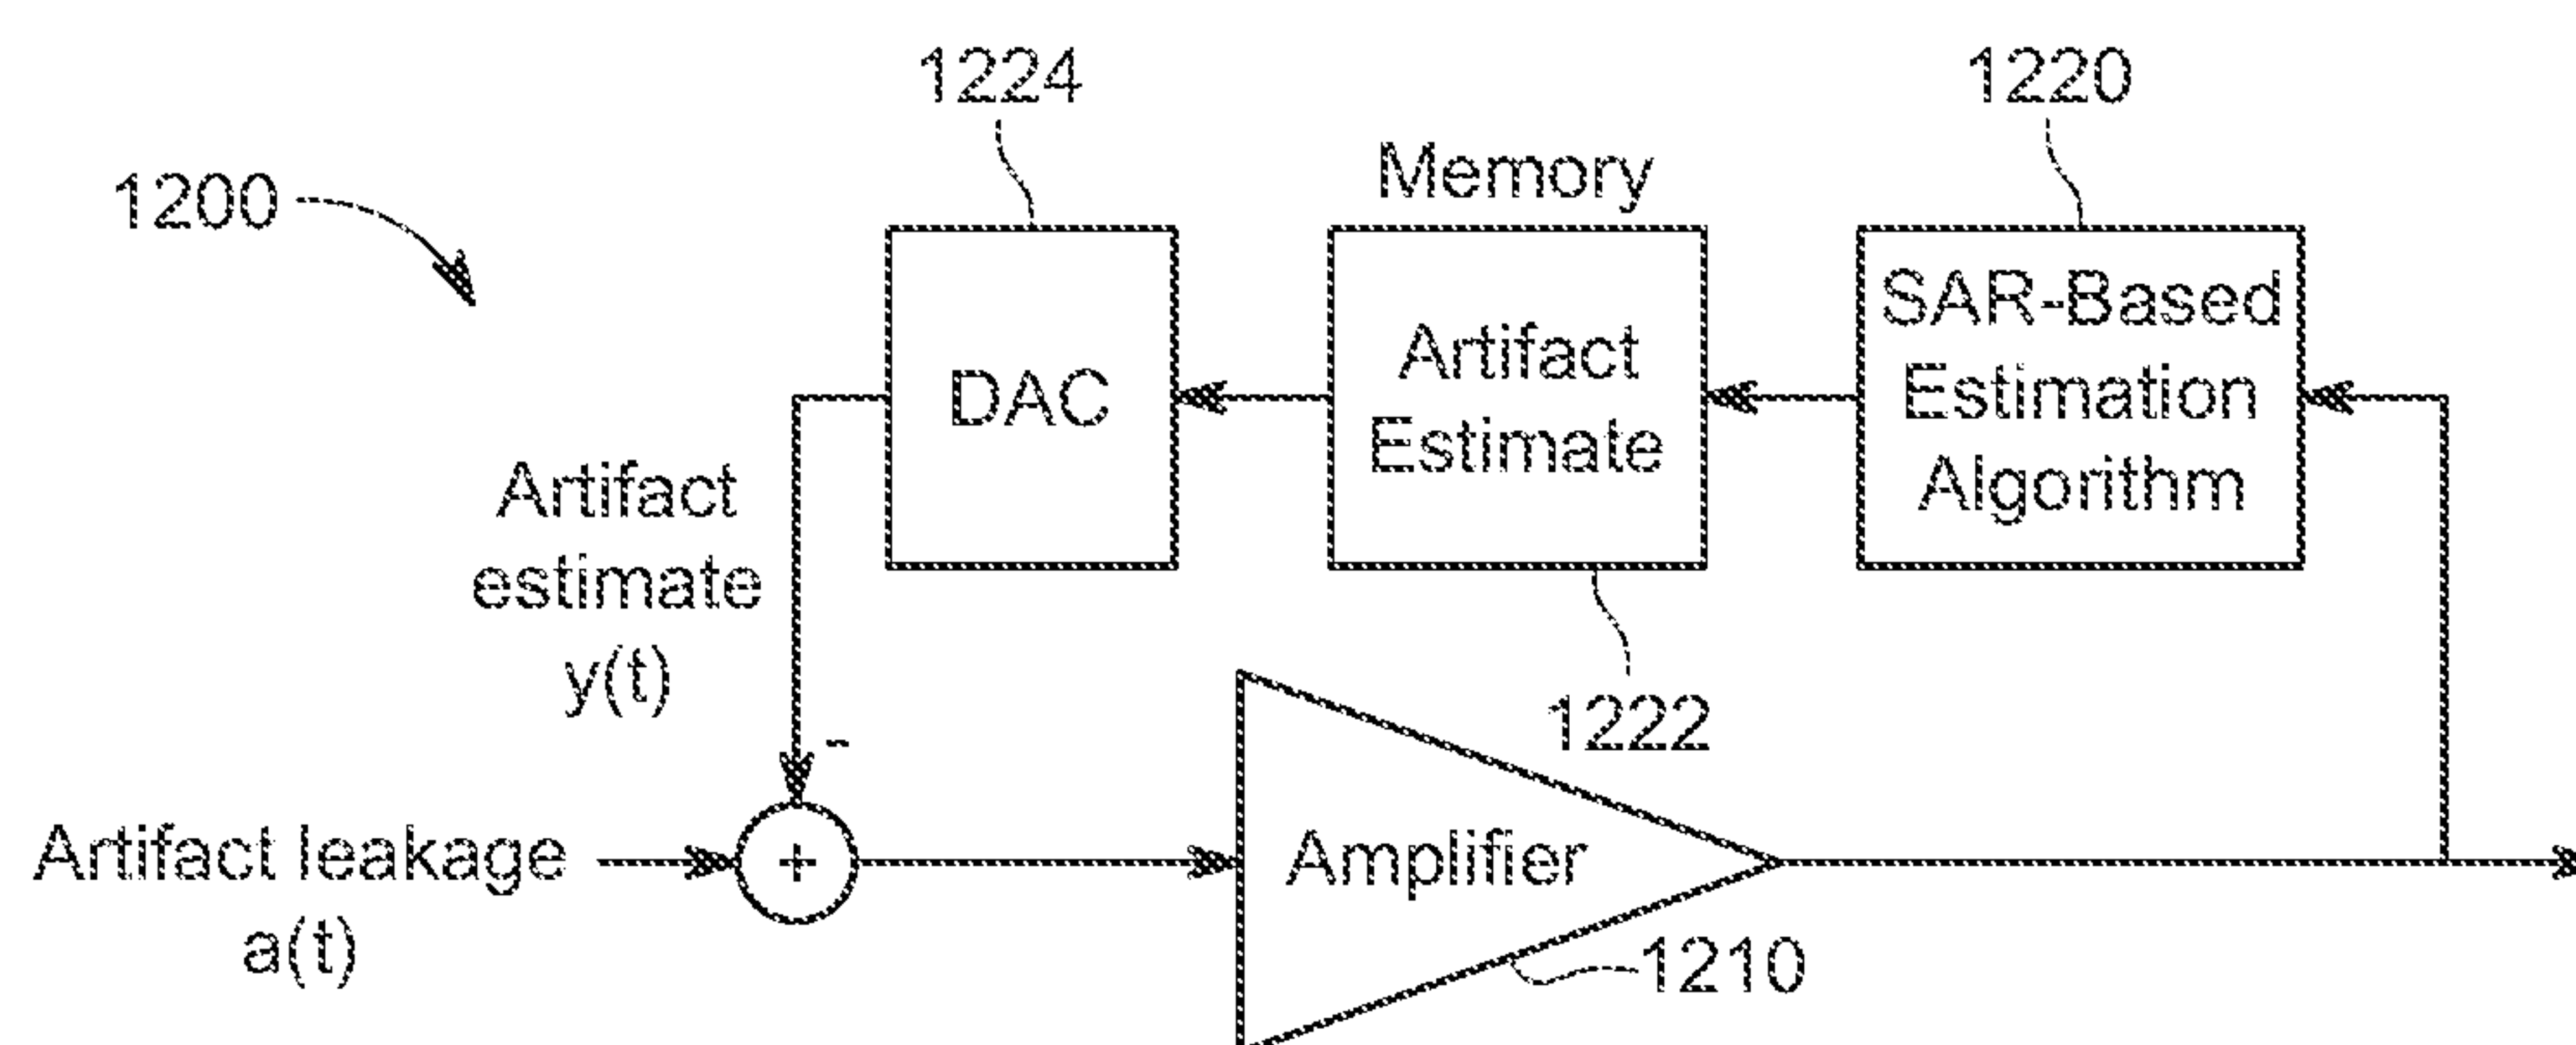 1224
1220
1200
Memory
DAC
Artifact
Estimate
SAR-Based
Estimation
Algorithm
Artifact
estimate
y(t)
-
1222
Artifact leakage
a(t)
+
Amplifier
1210